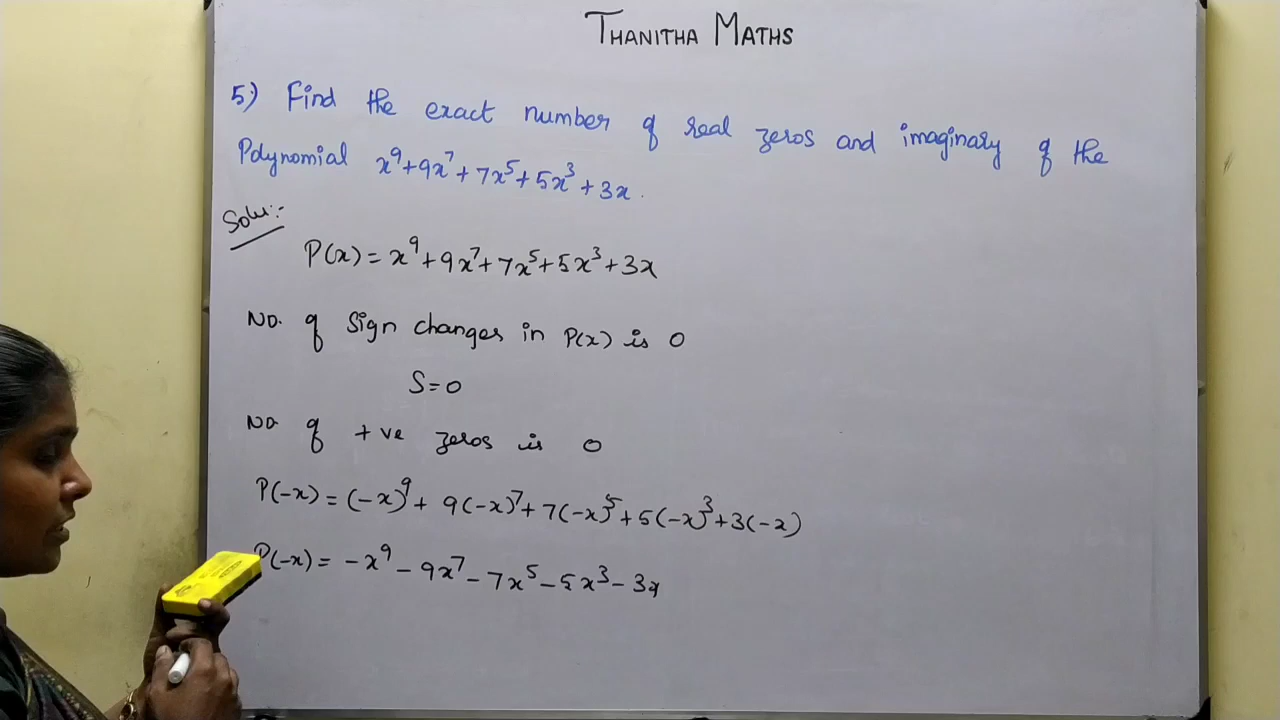 THANITHA MATHS
5) Find the exact number of real zeros and imaginary of the
Polynomial x⁹+9x⁷+7x⁵+5x³+3x.
Solu:-
P(x)=x⁹+9x⁷+7x⁵+5x³+3x
No. of Sign changes in P(x) is 0
S=0
No of +ve zeros is 0
P(-x)=(-x)⁹+9(-x)⁷+7(-x)⁵+5(-x)³+3(-x)
P(-x)=-x⁹-9x⁷-7x⁵-5x³-3x